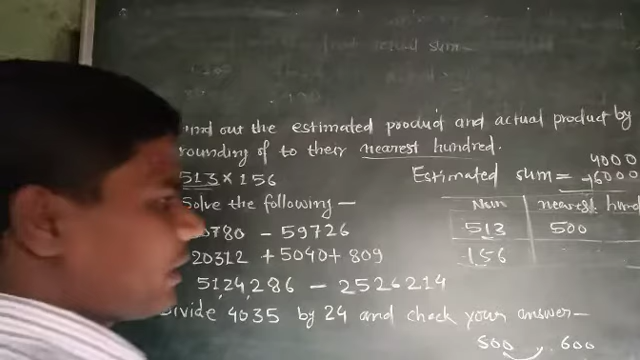 find actual sum
ind out the estimated product and actual product by
rounding of to their nearest hundred.
513 × 156
Estimated sum = 4000
+6000
Solve the following —
Num nearest hund
513 500
156
0780 - 59726
20312 + 5040 + 809
5124286 - 2526214
Divide 4035 by 24 and check your answer —
500 600